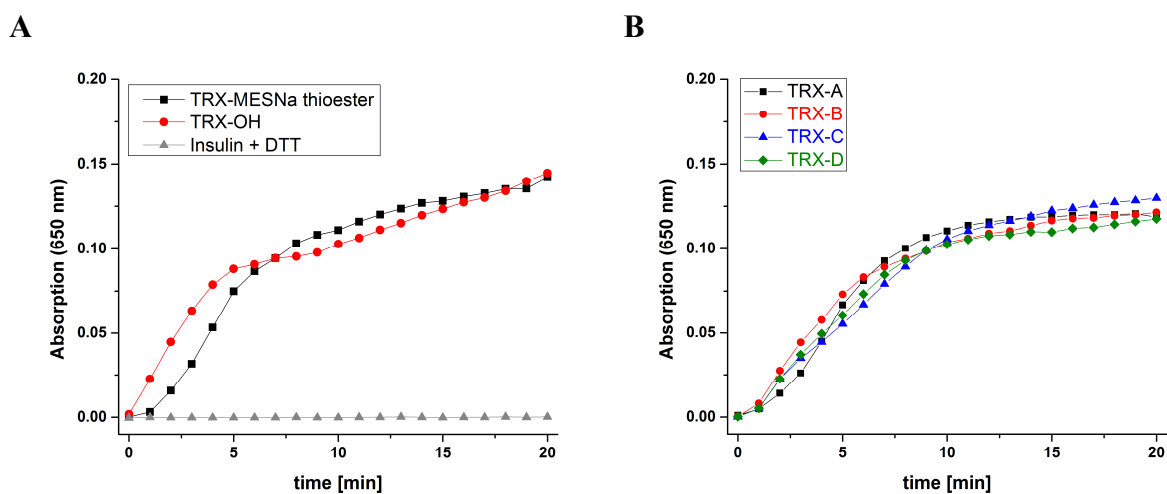 A
0.20
0.15
0.10
0.05
0.00
Absorption (650 nm)
TRX-MESNa thioester
TRX-OH
Insulin + DTT
0 5 10 15 20
time [min]
B
0.20
0.15
0.10
0.05
0.00
Absorption (650 nm)
TRX-A
TRX-B
TRX-C
TRX-D
0 5 10 15 20
time [min]